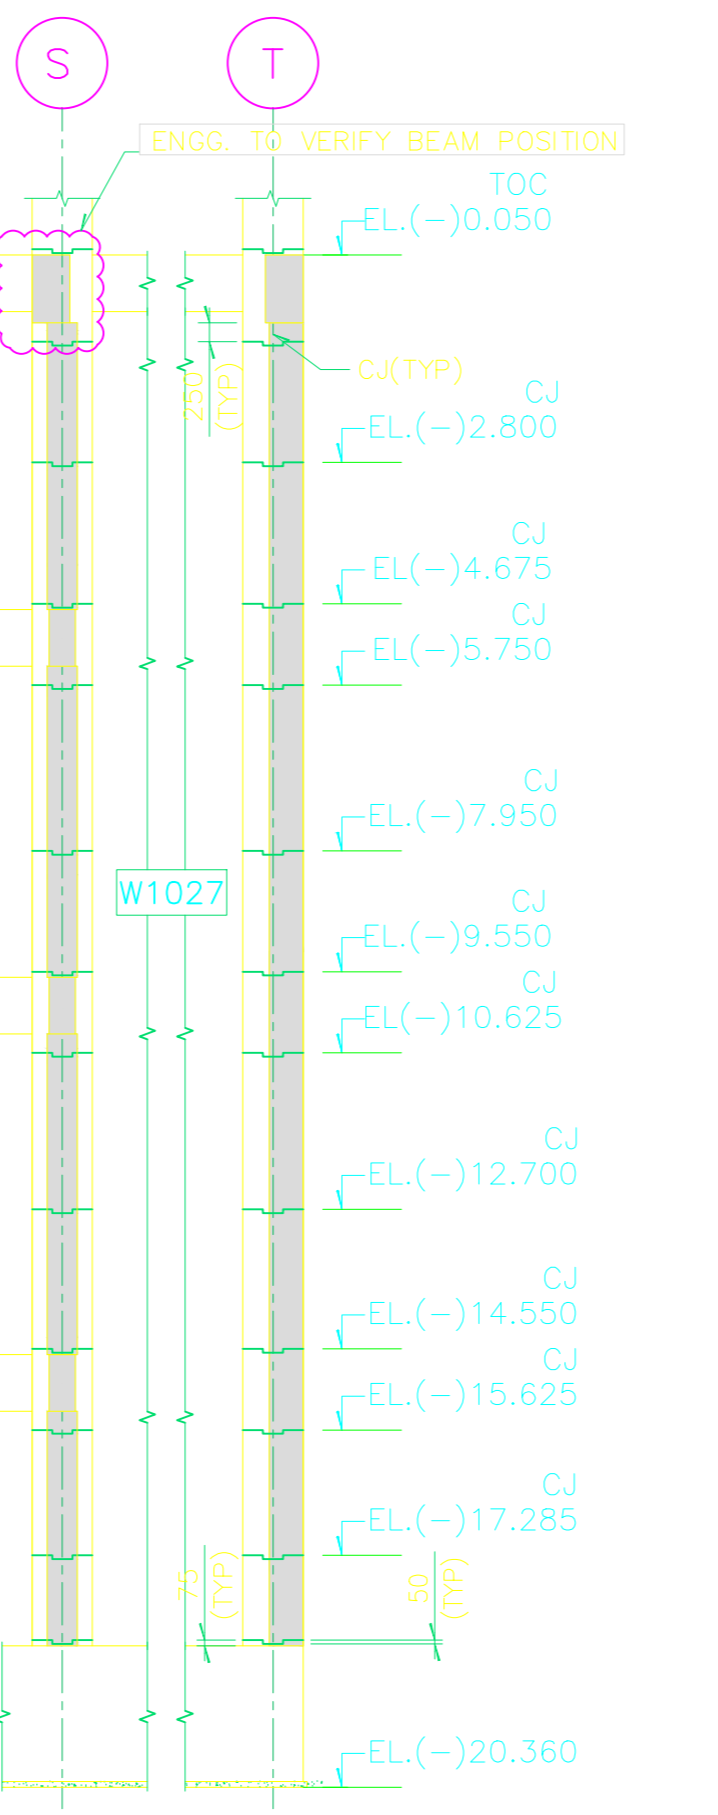 S
T
ENGG. TO VERIFY BEAM POSITION
TOC
EL.(-)0.050
CJ(TYP)
250
(TYP)
CJ
EL.(-)2.800
CJ
EL(-)4.675
CJ
EL(-)5.750
CJ
EL.(-)7.950
W1027
CJ
EL.(-)9.550
CJ
EL(-)10.625
CJ
EL.(-)12.700
CJ
EL.(-)14.550
CJ
EL.(-)15.625
CJ
EL.(-)17.285
75
(TYP)
50
(TYP)
EL.(-)20.360